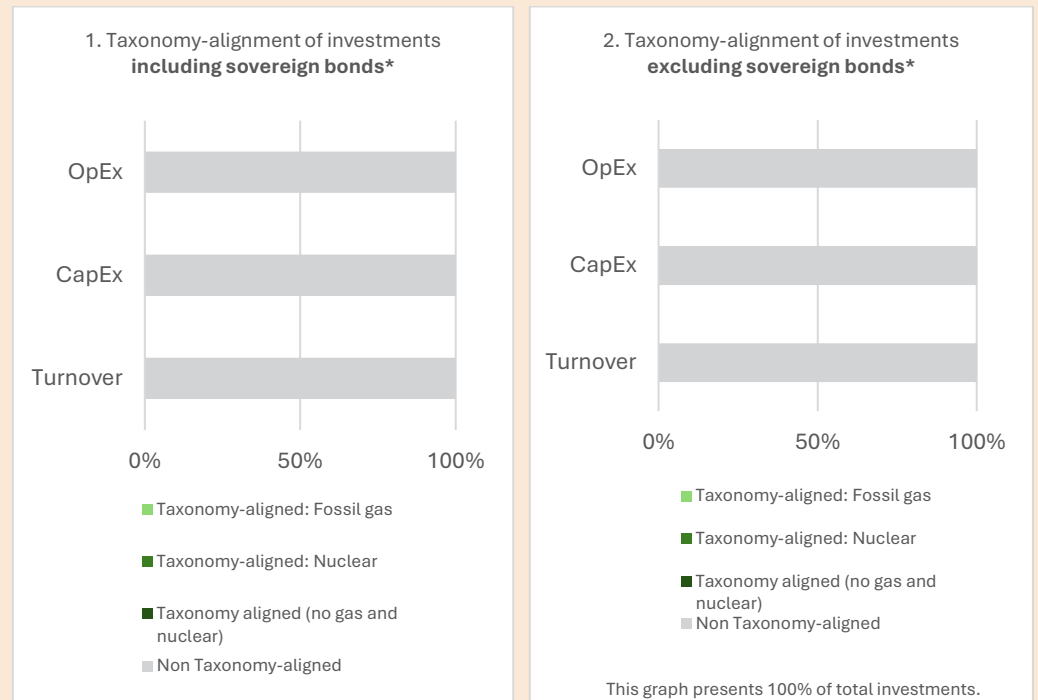 1. Taxonomy-alignment of investments
including sovereign bonds*
OpEx
CapEx
Turnover
0% 50% 100%
Taxonomy-aligned: Fossil gas
Taxonomy-aligned: Nuclear
Taxonomy aligned (no gas and
nuclear)
Non Taxonomy-aligned
2. Taxonomy-alignment of investments
excluding sovereign bonds*
OpEx
CapEx
Turnover
0% 50% 100%
Taxonomy-aligned: Fossil gas
Taxonomy-aligned: Nuclear
Taxonomy aligned (no gas and
nuclear)
Non Taxonomy-aligned
This graph presents 100% of total investments.